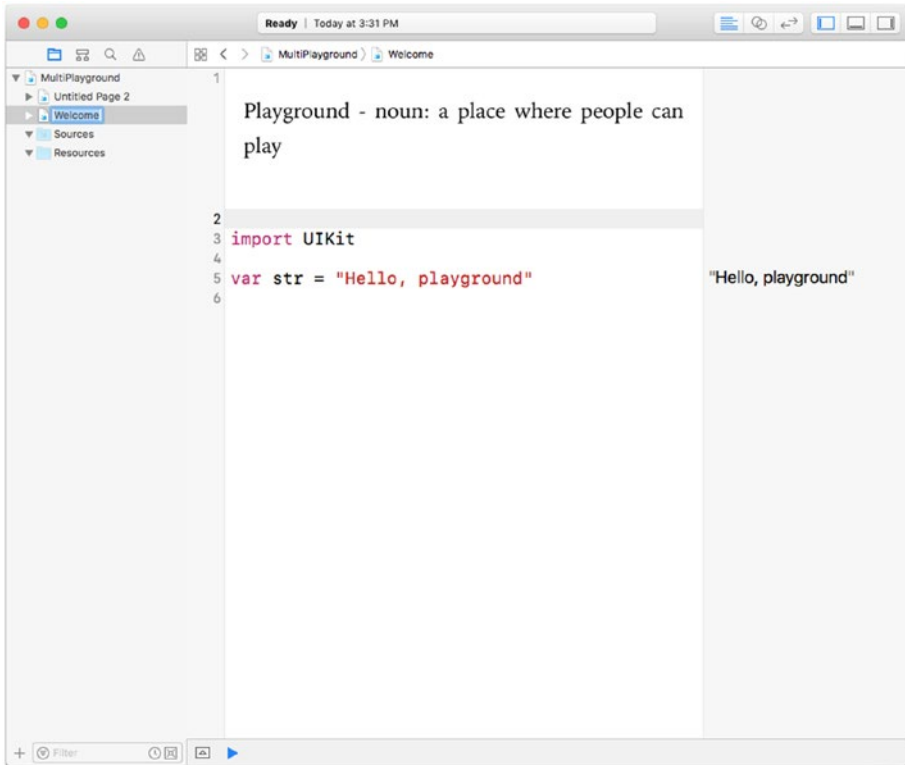 Ready | Today at 3:31 PM
MultiPlayground 〉 Welcome
MultiPlayground
Untitled Page 2
Welcome
Sources
Resources
1
Playground - noun: a place where people can
play
2
3 import UIKit
4
5 var str = "Hello, playground" "Hello, playground"
6
Filter